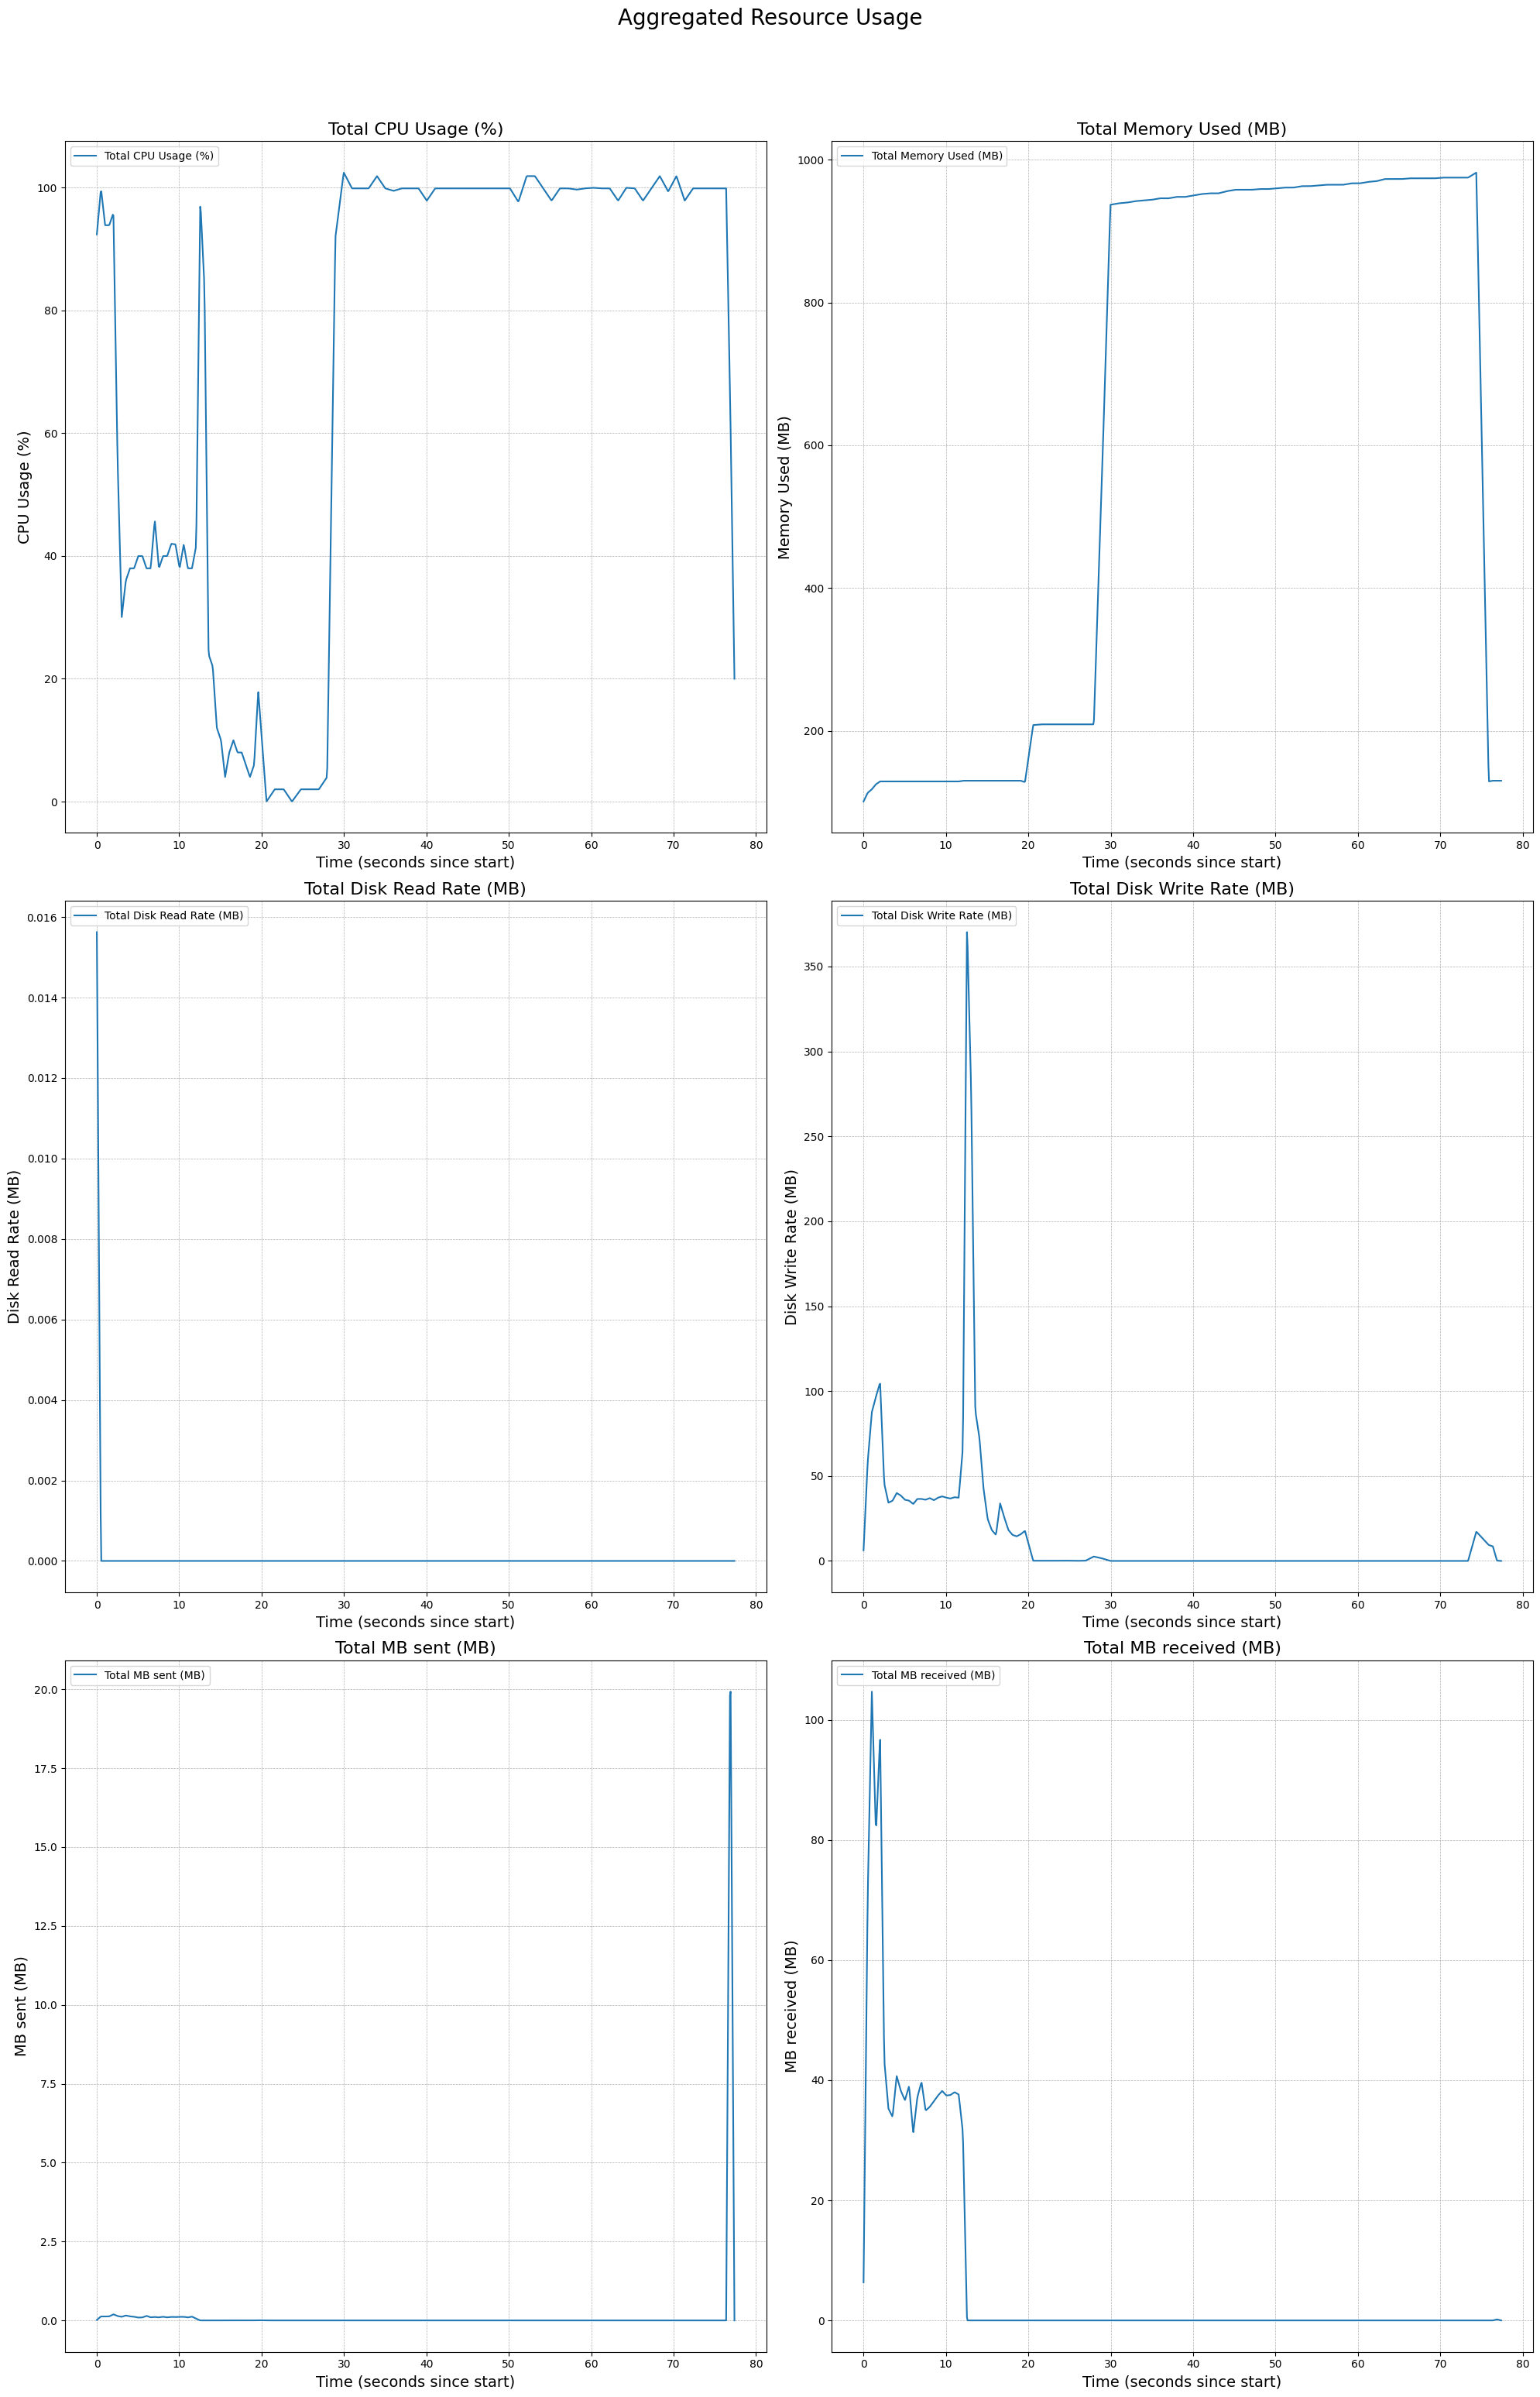 Aggregated Resource Usage
Total CPU Usage (%)
Total CPU Usage (%)
CPU Usage (%)
100
80
60
40
20
0
0 10 20 30 40 50 60 70 80
Time (seconds since start)
Total Memory Used (MB)
Total Memory Used (MB)
Memory Used (MB)
1000
800
600
400
200
0 10 20 30 40 50 60 70 80
Time (seconds since start)
Total Disk Read Rate (MB)
Total Disk Read Rate (MB)
Disk Read Rate (MB)
0.016
0.014
0.012
0.010
0.008
0.006
0.004
0.002
0.000
0 10 20 30 40 50 60 70 80
Time (seconds since start)
Total Disk Write Rate (MB)
Total Disk Write Rate (MB)
Disk Write Rate (MB)
350
300
250
200
150
100
50
0
0 10 20 30 40 50 60 70 80
Time (seconds since start)
Total MB sent (MB)
Total MB sent (MB)
MB sent (MB)
20.0
17.5
15.0
12.5
10.0
7.5
5.0
2.5
0.0
0 10 20 30 40 50 60 70 80
Time (seconds since start)
Total MB received (MB)
Total MB received (MB)
MB received (MB)
100
80
60
40
20
0
0 10 20 30 40 50 60 70 80
Time (seconds since start)